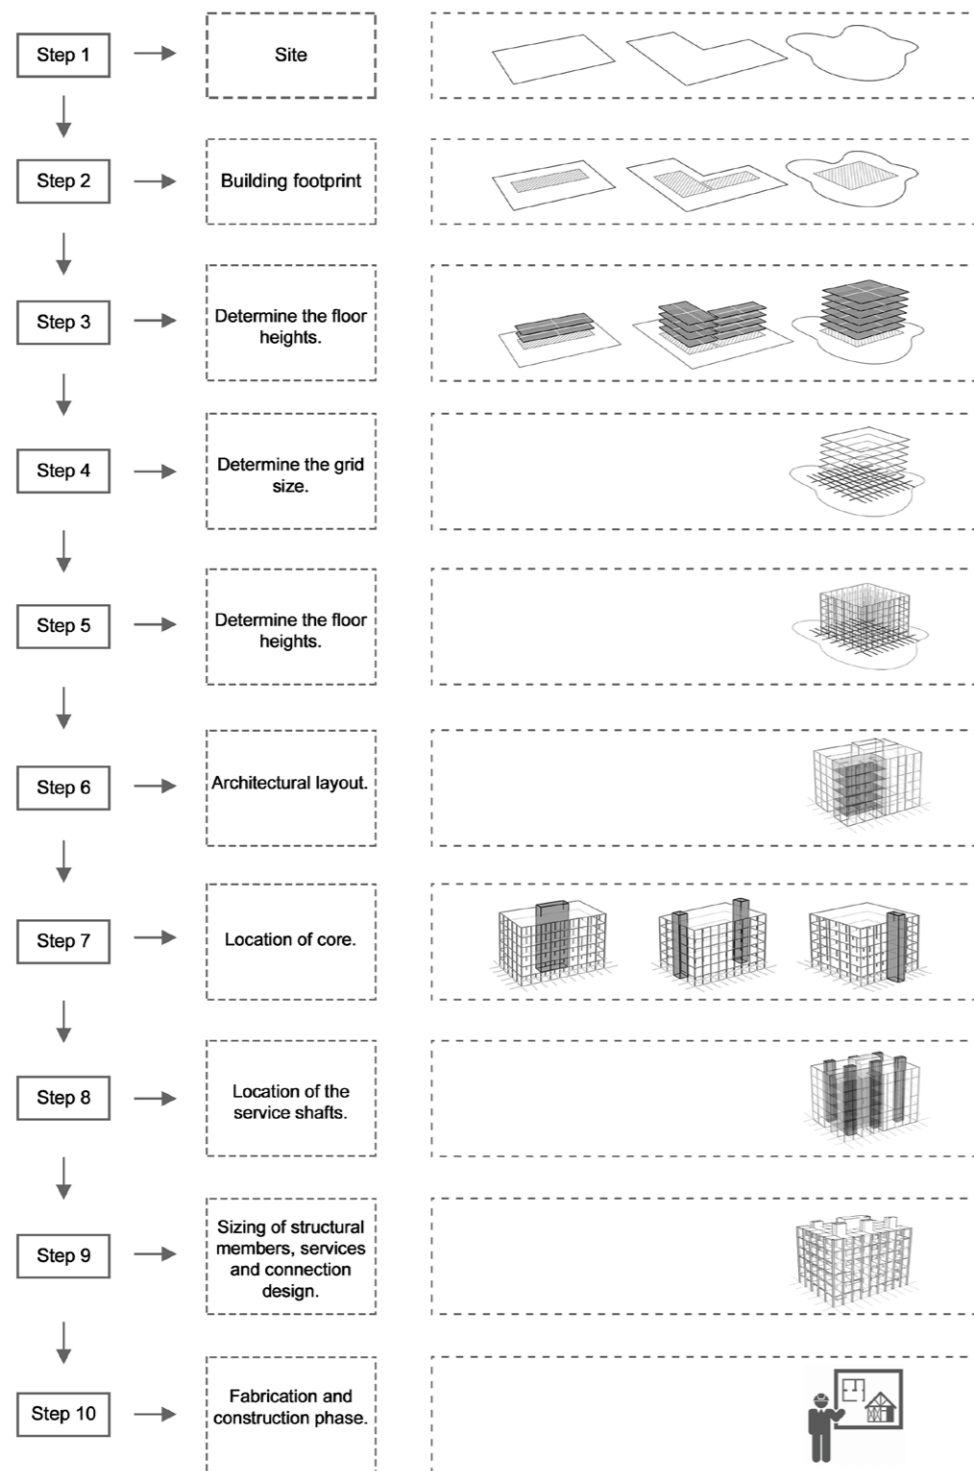 Step 1
Site
Step 2
Building footprint
Step 3
Determine the floor
heights.
Step 4
Determine the grid
size.
Step 5
Determine the floor
heights.
Step 6
Architectural layout.
Step 7
Location of core.
Step 8
Location of the
service shafts.
Step 9
Sizing of structural
members, services
and connection
design.
Step 10
Fabrication and
construction phase.